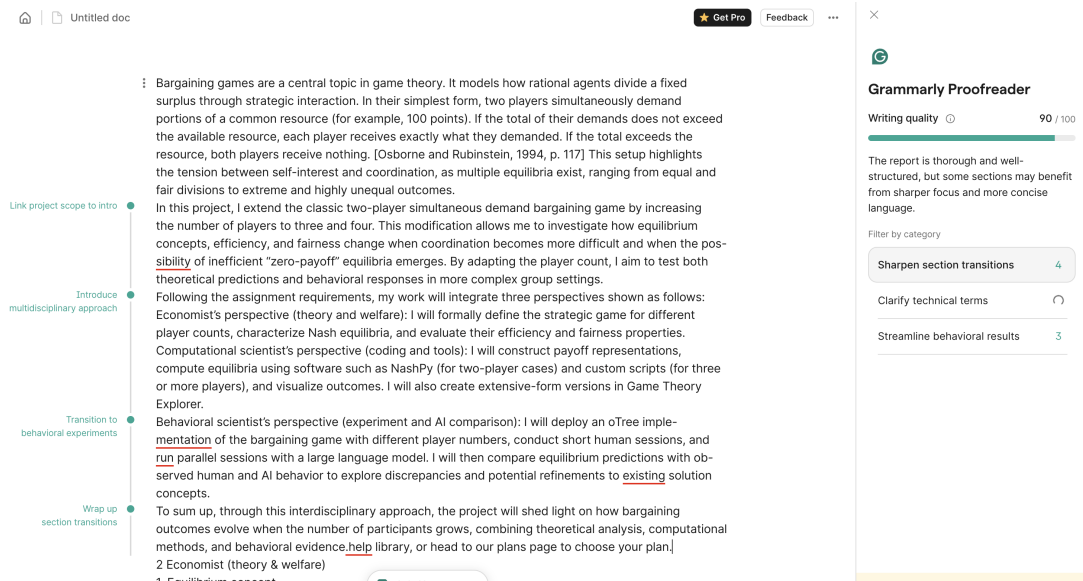 Untitled doc
Get Pro
Feedback
Bargaining games are a central topic in game theory. It models how rational agents divide a fixed
surplus through strategic interaction. In their simplest form, two players simultaneously demand
portions of a common resource (for example, 100 points). If the total of their demands does not exceed
the available resource, each player receives exactly what they demanded. If the total exceeds the
resource, both players receive nothing. [Osborne and Rubinstein, 1994, p. 117] This setup highlights
the tension between self-interest and coordination, as multiple equilibria exist, ranging from equal and
fair divisions to extreme and highly unequal outcomes.
Link project scope to intro
In this project, I extend the classic two-player simultaneous demand bargaining game by increasing
the number of players to three and four. This modification allows me to investigate how equilibrium
concepts, efficiency, and fairness change when coordination becomes more difficult and when the pos-
sibility of inefficient “zero-payoff” equilibria emerges. By adapting the player count, I aim to test both
theoretical predictions and behavioral responses in more complex group settings.
Introduce
multidisciplinary approach
Following the assignment requirements, my work will integrate three perspectives shown as follows:
Economist’s perspective (theory and welfare): I will formally define the strategic game for different
player counts, characterize Nash equilibria, and evaluate their efficiency and fairness properties.
Computational scientist’s perspective (coding and tools): I will construct payoff representations,
compute equilibria using software such as NashPy (for two-player cases) and custom scripts (for three
or more players), and visualize outcomes. I will also create extensive-form versions in Game Theory
Explorer.
Transition to
behavioral experiments
Behavioral scientist’s perspective (experiment and AI comparison): I will deploy an oTree imple-
mentation of the bargaining game with different player numbers, conduct short human sessions, and
run parallel sessions with a large language model. I will then compare equilibrium predictions with ob-
served human and AI behavior to explore discrepancies and potential refinements to existing solution
concepts.
Wrap up
section transitions
To sum up, through this interdisciplinary approach, the project will shed light on how bargaining
outcomes evolve when the number of participants grows, combining theoretical analysis, computational
methods, and behavioral evidence.help library, or head to our plans page to choose your plan.
2 Economist (theory & welfare)
1. Equilibrium concept
Grammarly Proofreader
Writing quality
90 / 100
The report is thorough and well-
structured, but some sections may benefit
from sharper focus and more concise
language.
Filter by category
Sharpen section transitions 4
Clarify technical terms
Streamline behavioral results 3